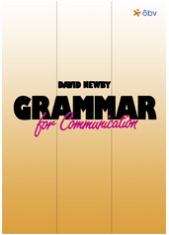 öbv
DAVID NEWBY
GRAMMAR
for Communication